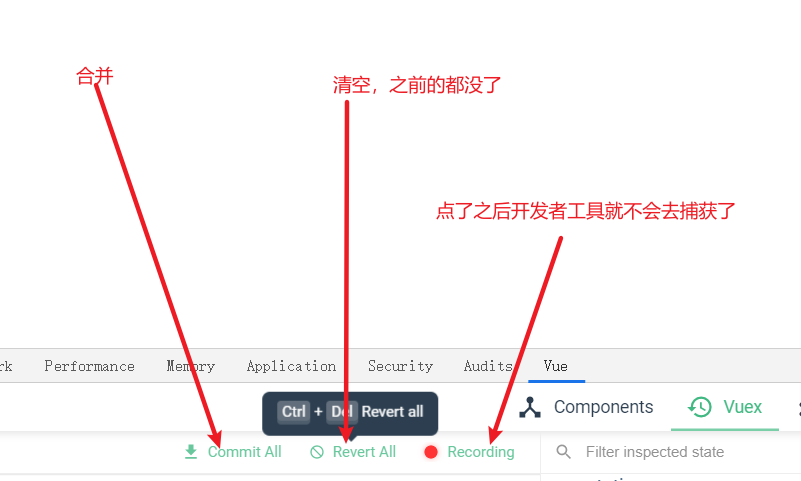 合并
清空，之前的都没了
点了之后开发者工具就不会去捕获了
rk Performance Memory Application Security Audits Vue
Ctrl + Del Revert all
Components Vuex
Commit All Revert All Recording Filter inspected state